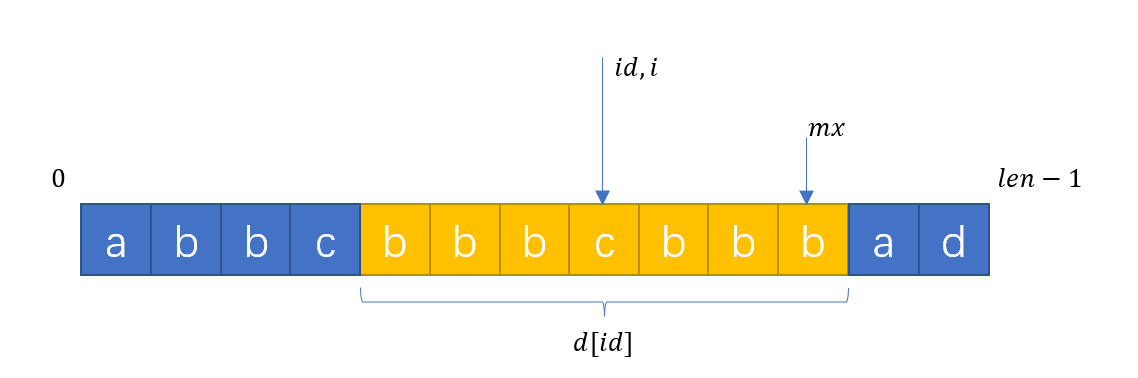 id, i
mx
0
len − 1
a b b c b b b c b b b a d
d[id]